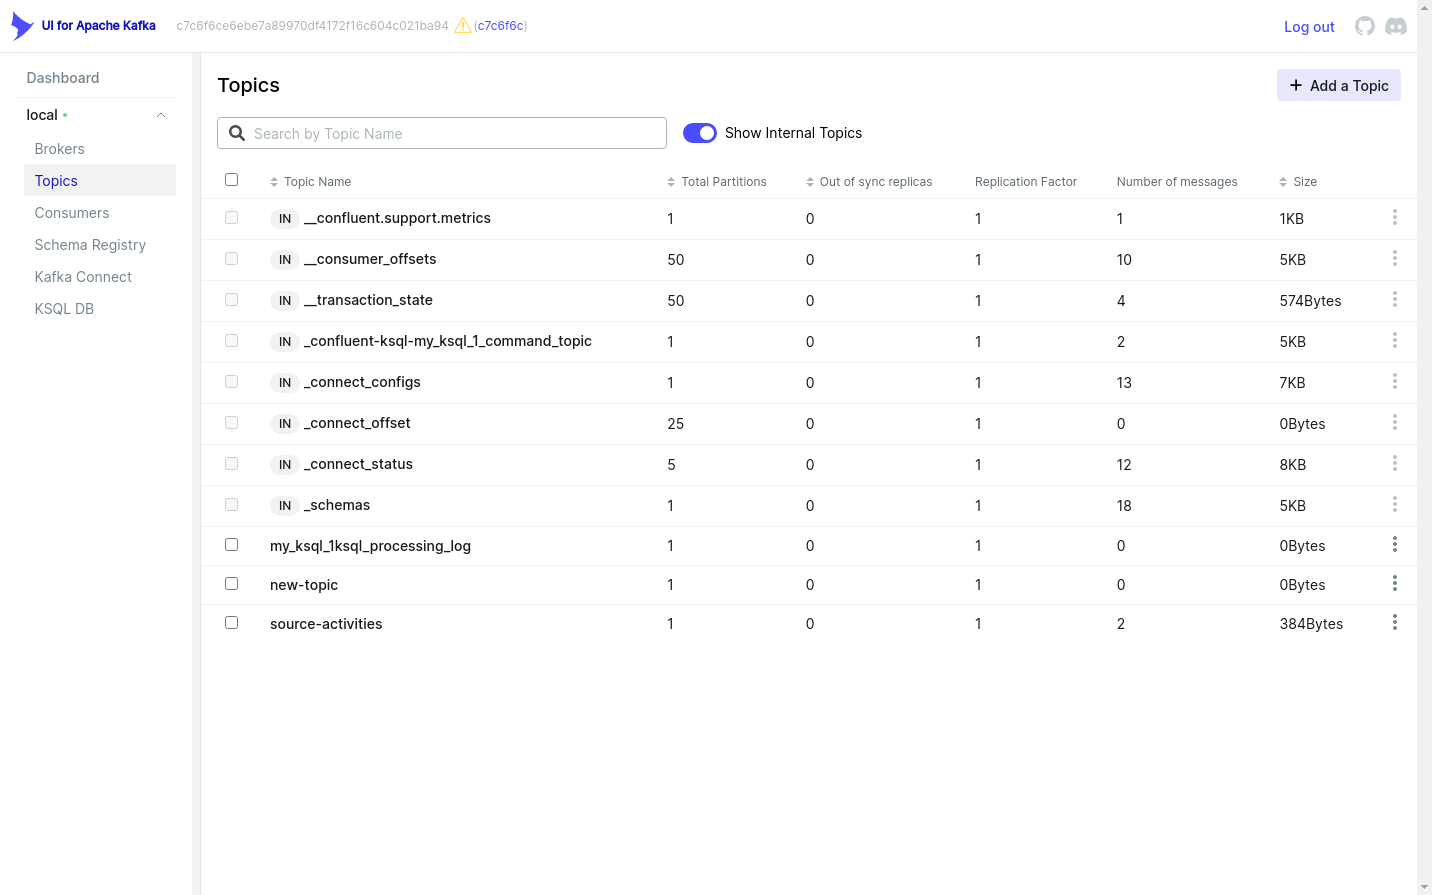 UI for Apache Kafka c7c6f6ce6ebe7a89970df4172f16c604c021ba94 (c7c6f6c) Log out
Dashboard
local
Brokers
Topics
Consumers
Schema Registry
Kafka Connect
KSQL DB
Topics + Add a Topic
Search by Topic Name Show Internal Topics
Topic Name Total Partitions Out of sync replicas Replication Factor Number of messages Size
IN __confluent.support.metrics 1 0 1 1 1KB
IN __consumer_offsets 50 0 1 10 5KB
IN __transaction_state 50 0 1 4 574Bytes
IN _confluent-ksql-my_ksql_1_command_topic 1 0 1 2 5KB
IN _connect_configs 1 0 1 13 7KB
IN _connect_offset 25 0 1 0 0Bytes
IN _connect_status 5 0 1 12 8KB
IN _schemas 1 0 1 18 5KB
my_ksql_1ksql_processing_log 1 0 1 0 0Bytes
new-topic 1 0 1 0 0Bytes
source-activities 1 0 1 2 384Bytes